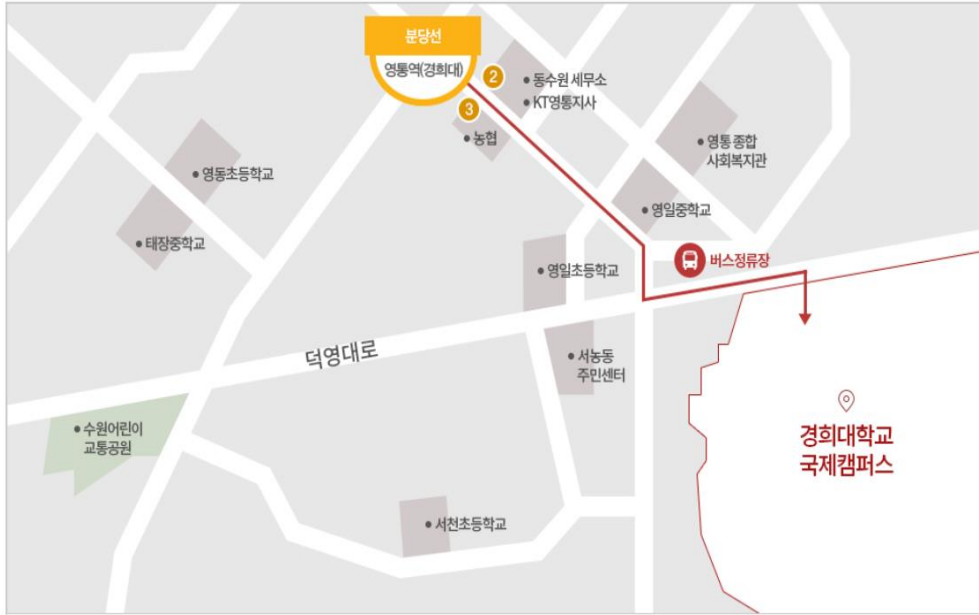 분당선
영통역(경희대)
2
3
동수원 세무소
KT영통지사
농협
영통 종합
사회복지관
영동초등학교
영일중학교
태장중학교
버스정류장
영일초등학교
덕영대로
서농동
주민센터
수원어린이
교통공원
경희대학교
국제캠퍼스
서천초등학교